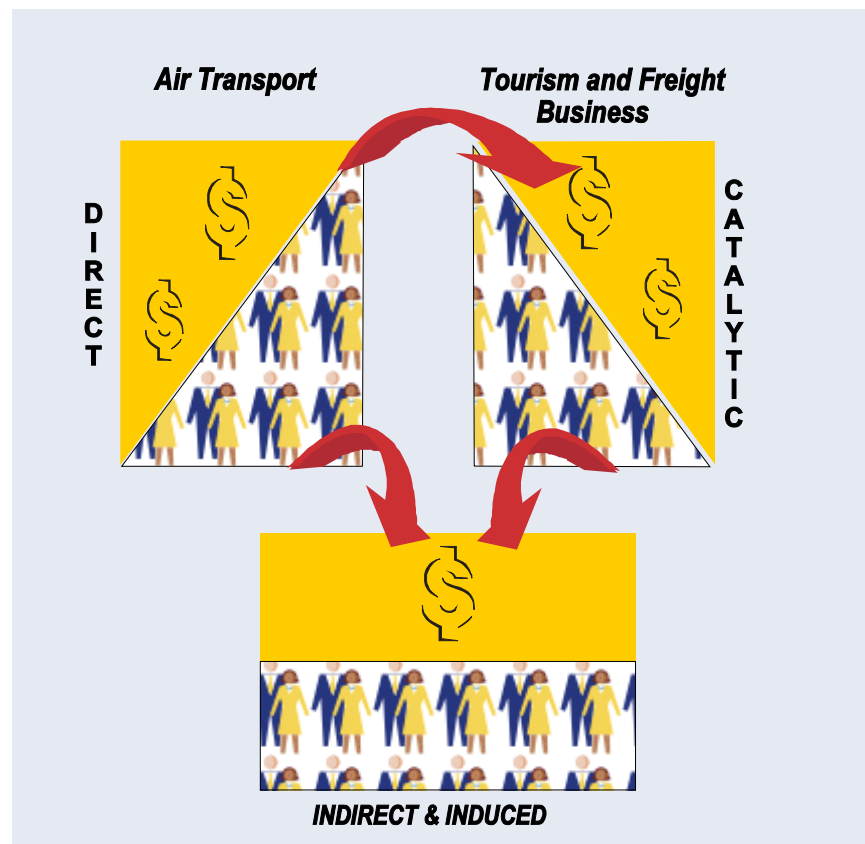 Air Transport
Tourism and Freight
Business
DIRECT
CATALYTIC
$
$
$
$
$
INDIRECT & INDUCED